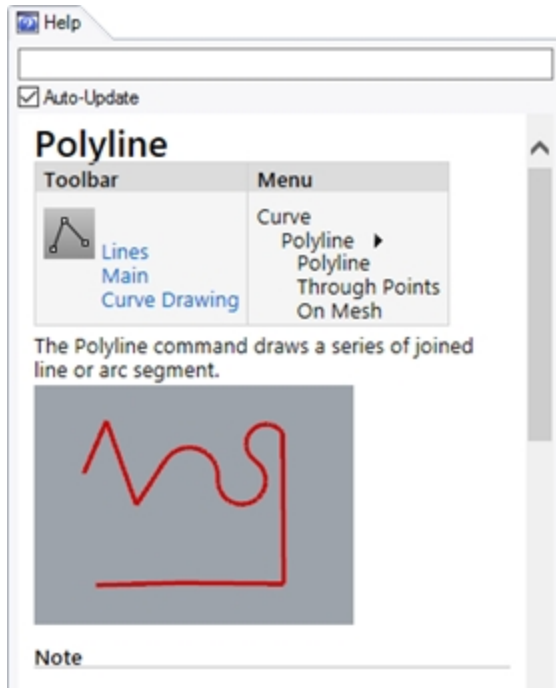 Help
Auto-Update
Polyline
Toolbar
Menu
Lines
Main
Curve Drawing
Curve
Polyline
Polyline
Through Points
On Mesh
The Polyline command draws a series of joined
line or arc segment.
Note